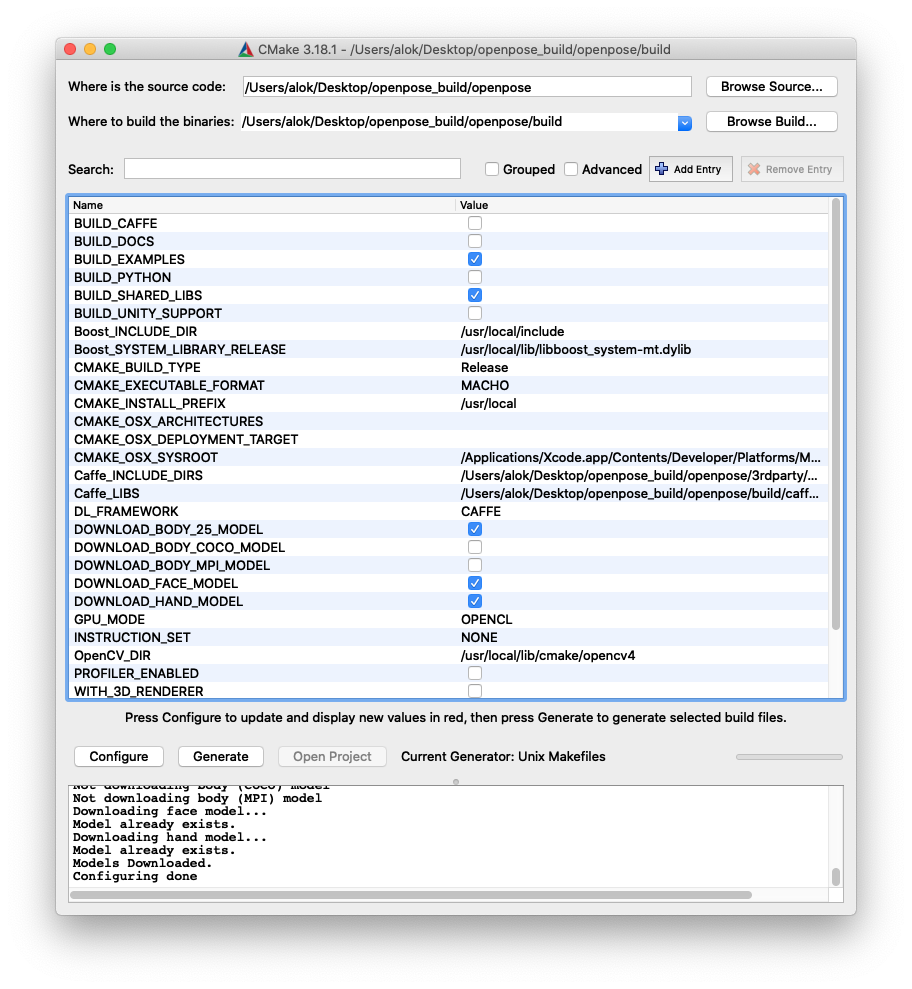 CMake 3.18.1 - /Users/alok/Desktop/openpose_build/openpose/build
Where is the source code: /Users/alok/Desktop/openpose_build/openpose Browse Source...
Where to build the binaries: /Users/alok/Desktop/openpose_build/openpose/build Browse Build...
Search: Grouped Advanced Add Entry Remove Entry
Name Value
BUILD_CAFFE
BUILD_DOCS
BUILD_EXAMPLES
BUILD_PYTHON
BUILD_SHARED_LIBS
BUILD_UNITY_SUPPORT
Boost_INCLUDE_DIR /usr/local/include
Boost_SYSTEM_LIBRARY_RELEASE /usr/local/lib/libboost_system-mt.dylib
CMAKE_BUILD_TYPE Release
CMAKE_EXECUTABLE_FORMAT MACHO
CMAKE_INSTALL_PREFIX /usr/local
CMAKE_OSX_ARCHITECTURES
CMAKE_OSX_DEPLOYMENT_TARGET
CMAKE_OSX_SYSROOT /Applications/Xcode.app/Contents/Developer/Platforms/M...
Caffe_INCLUDE_DIRS /Users/alok/Desktop/openpose_build/openpose/3rdparty/...
Caffe_LIBS /Users/alok/Desktop/openpose_build/openpose/build/caff...
DL_FRAMEWORK CAFFE
DOWNLOAD_BODY_25_MODEL
DOWNLOAD_BODY_COCO_MODEL
DOWNLOAD_BODY_MPI_MODEL
DOWNLOAD_FACE_MODEL
DOWNLOAD_HAND_MODEL
GPU_MODE OPENCL
INSTRUCTION_SET NONE
OpenCV_DIR /usr/local/lib/cmake/opencv4
PROFILER_ENABLED
WITH_3D_RENDERER
Press Configure to update and display new values in red, then press Generate to generate selected build files.
Configure Generate Open Project Current Generator: Unix Makefiles
Not downloading body (COCO) model
Not downloading body (MPI) model
Downloading face model...
Model already exists.
Downloading hand model...
Model already exists.
Models Downloaded.
Configuring done